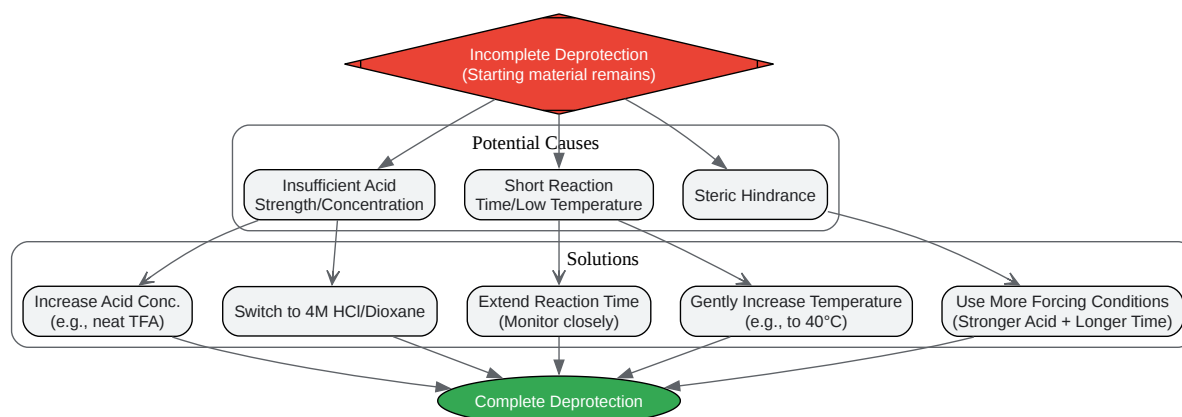 Incomplete Deprotection
(Starting material remains)
Potential Causes
Insufficient Acid
Strength/Concentration
Short Reaction
Time/Low Temperature
Steric Hindrance
Solutions
Increase Acid Conc.
(e.g., neat TFA)
Switch to 4M HCl/Dioxane
Extend Reaction Time
(Monitor closely)
Gently Increase Temperature
(e.g., to 40°C)
Use More Forcing Conditions
(Stronger Acid + Longer Time)
Complete Deprotection